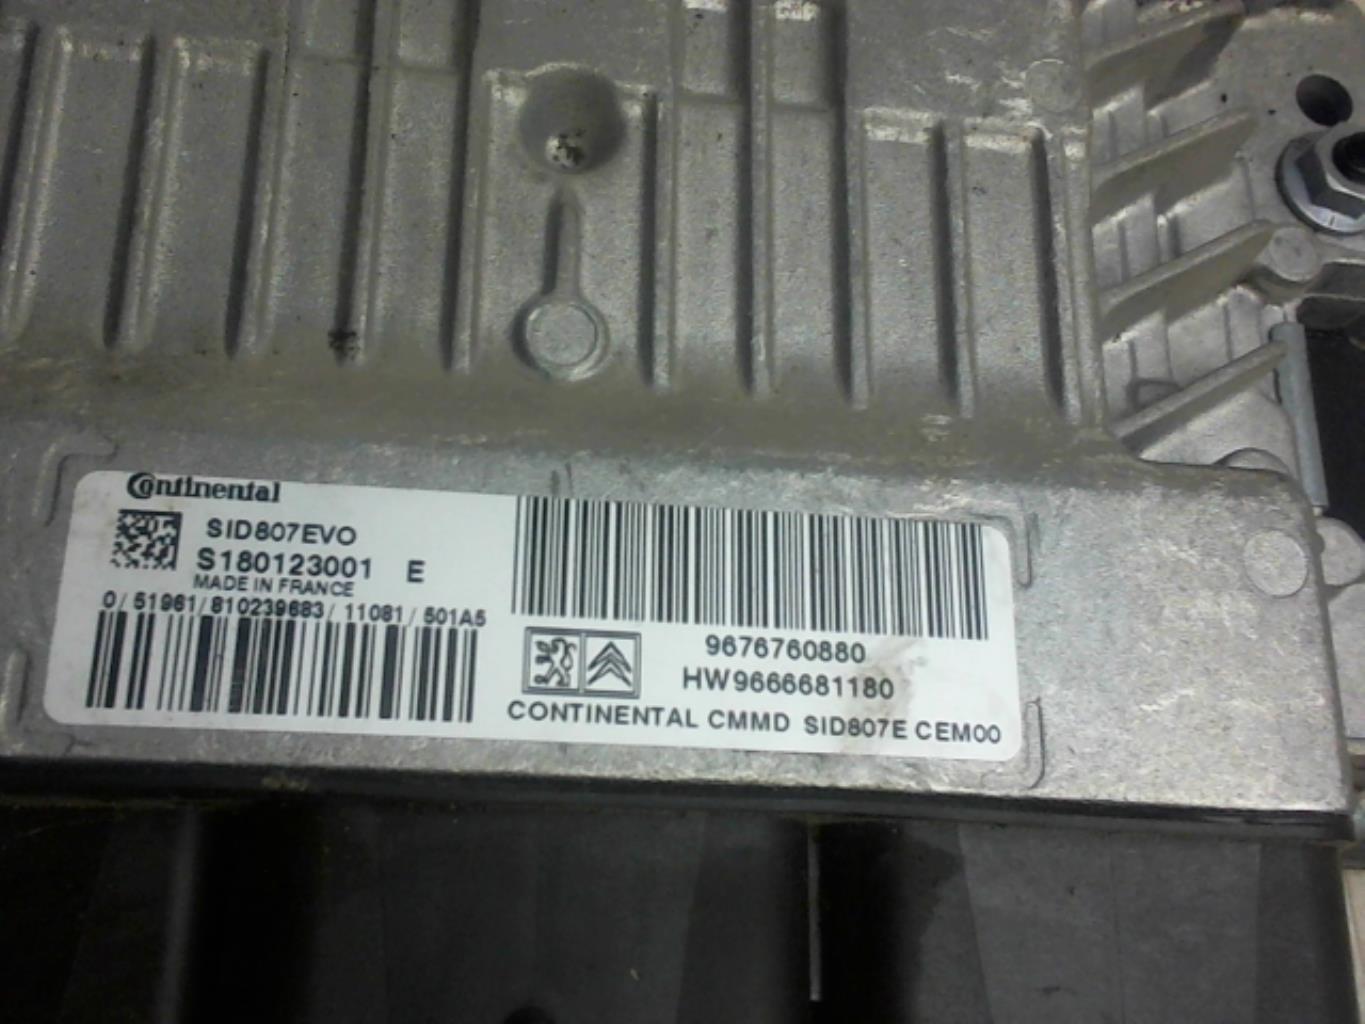 Continental
SID807EVO
S180123001 E
MADE IN FRANCE
0/51961/810239683/11081/501A5
9676760880
HW9666681180
CONTINENTAL CMMD SID807E CEM00